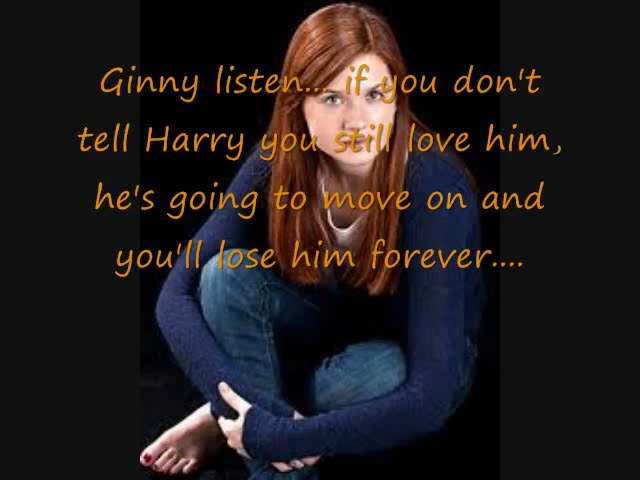 Ginny listen... if you don't
tell Harry you still love him,
he's going to move on and
you'll lose him forever....